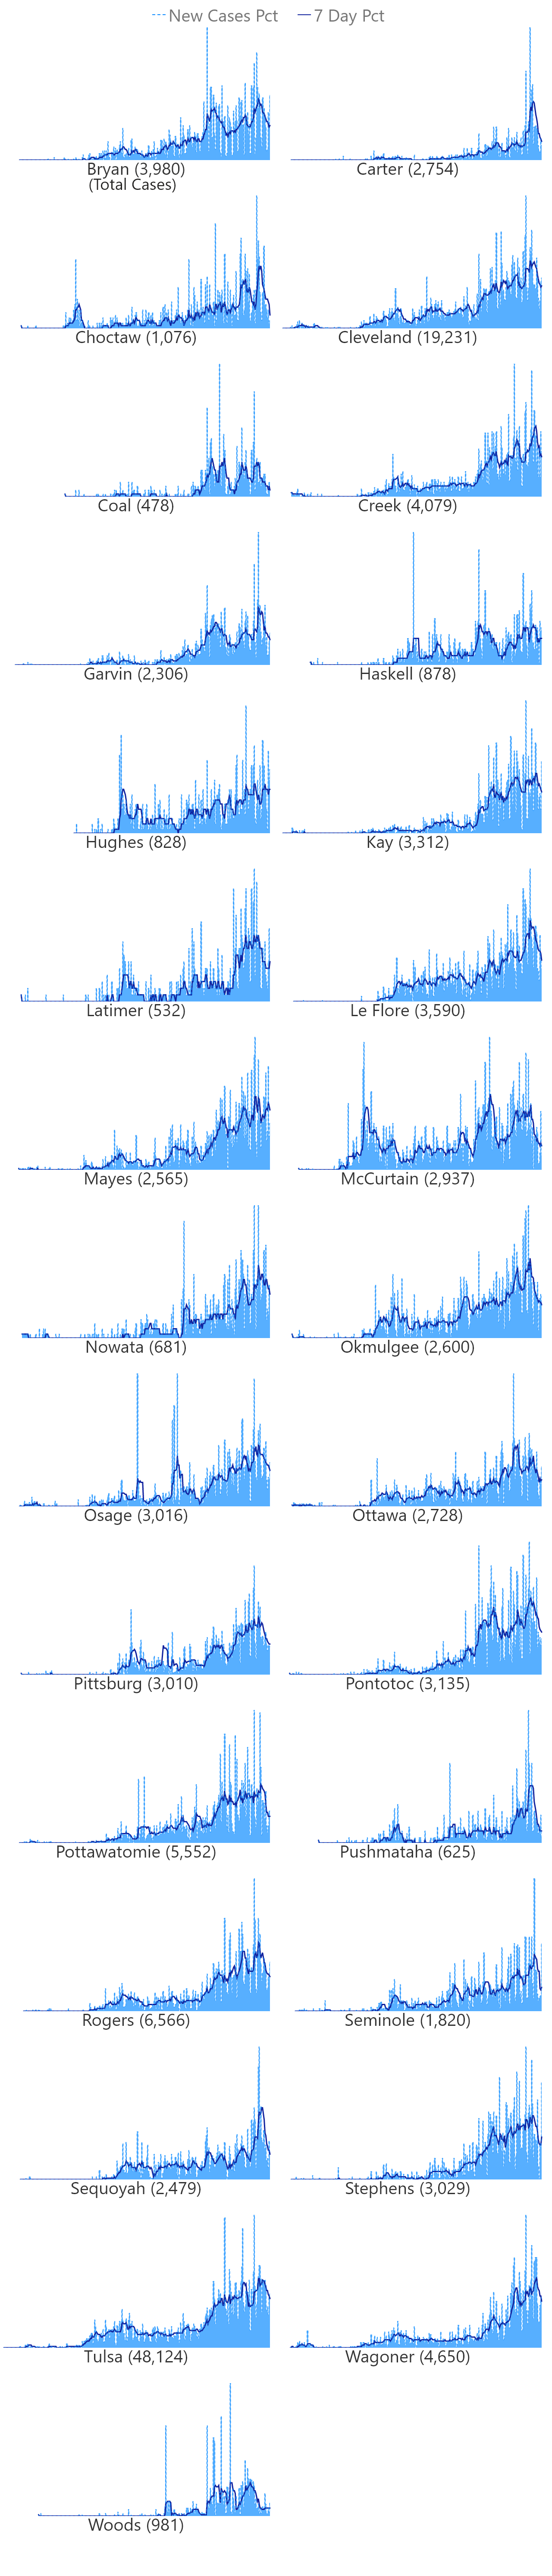 New Cases Pct 7 Day Pct
Bryan (3,980)
(Total Cases)
Carter (2,754)
Choctaw (1,076)
Cleveland (19,231)
Coal (478)
Creek (4,079)
Garvin (2,306)
Haskell (878)
Hughes (828)
Kay (3,312)
Latimer (532)
Le Flore (3,590)
Mayes (2,565)
McCurtain (2,937)
Nowata (681)
Okmulgee (2,600)
Osage (3,016)
Ottawa (2,728)
Pittsburg (3,010)
Pontotoc (3,135)
Pottawatomie (5,552)
Pushmataha (625)
Rogers (6,566)
Seminole (1,820)
Sequoyah (2,479)
Stephens (3,029)
Tulsa (48,124)
Wagoner (4,650)
Woods (981)